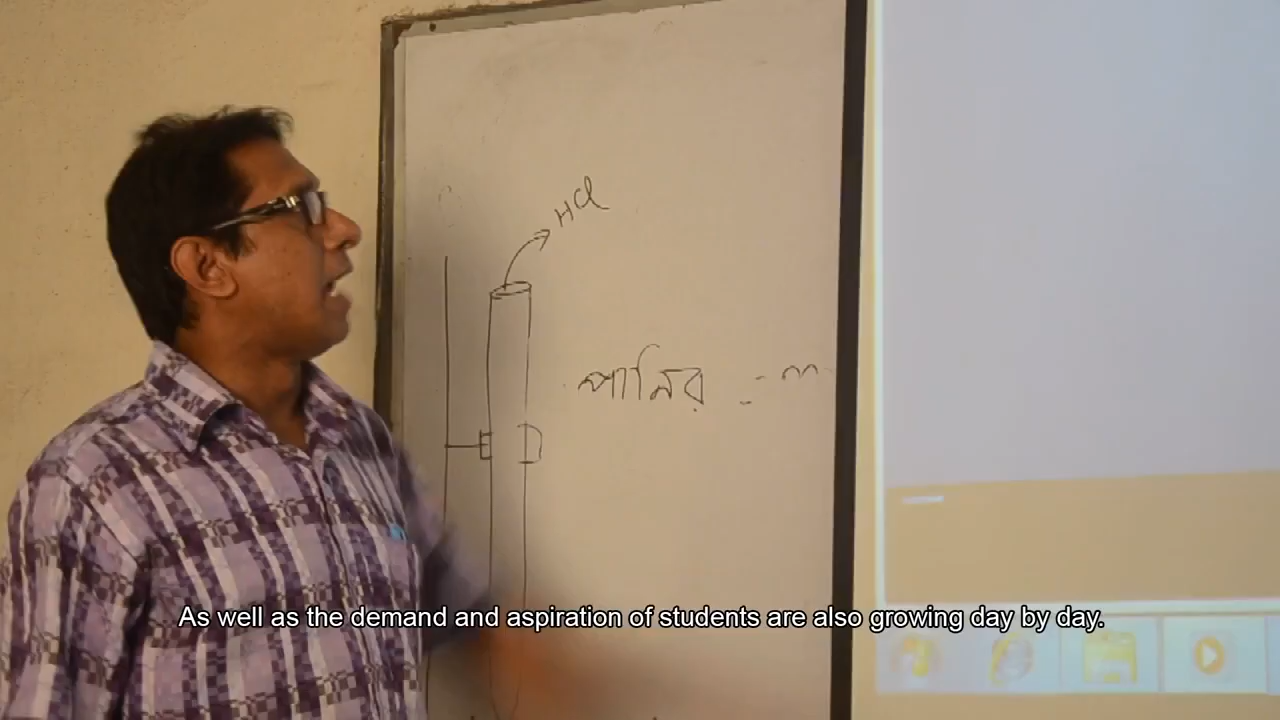 HCl
পানির
As well as the demand and aspiration of students are also growing day by day.